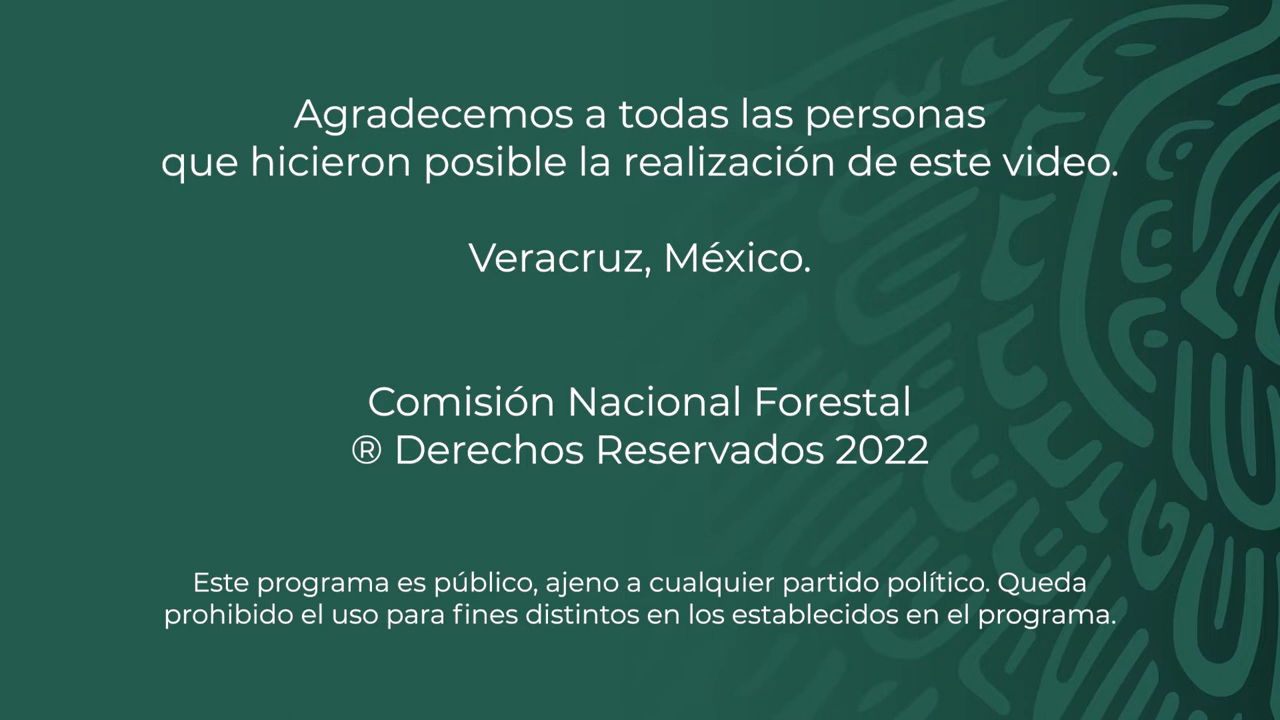 Agradecemos a todas las personas
que hicieron posible la realización de este video.
Veracruz, México.
Comisión Nacional Forestal
® Derechos Reservados 2022
Este programa es público, ajeno a cualquier partido político. Queda
prohibido el uso para fines distintos en los establecidos en el programa.